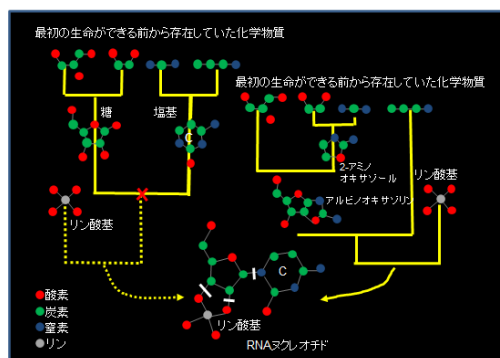 最初の生命ができる前から存在していた化学物質
最初の生命ができる前から存在していた化学物質
糖
塩基
C
2-アミノ
オキサゾール
リン酸基
アルビノオキサゾリン
リン酸基
C
酸素
炭素
窒素
リン
リン酸基
RNAヌクレオチド